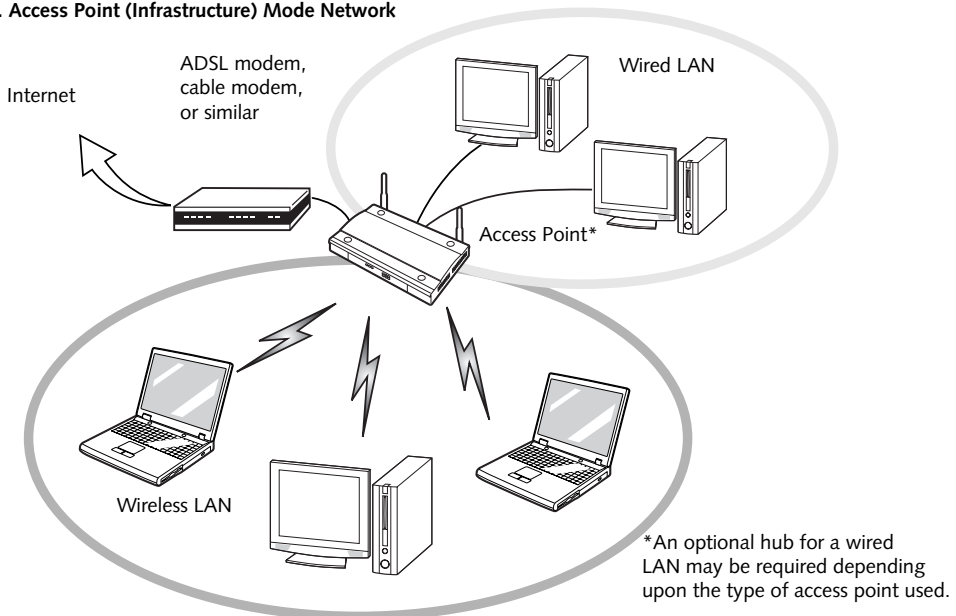 . Access Point (Infrastructure) Mode Network
ADSL modem,
cable modem,
or similar
Internet
Wired LAN
Access Point*
Wireless LAN
*An optional hub for a wired
LAN may be required depending
upon the type of access point used.